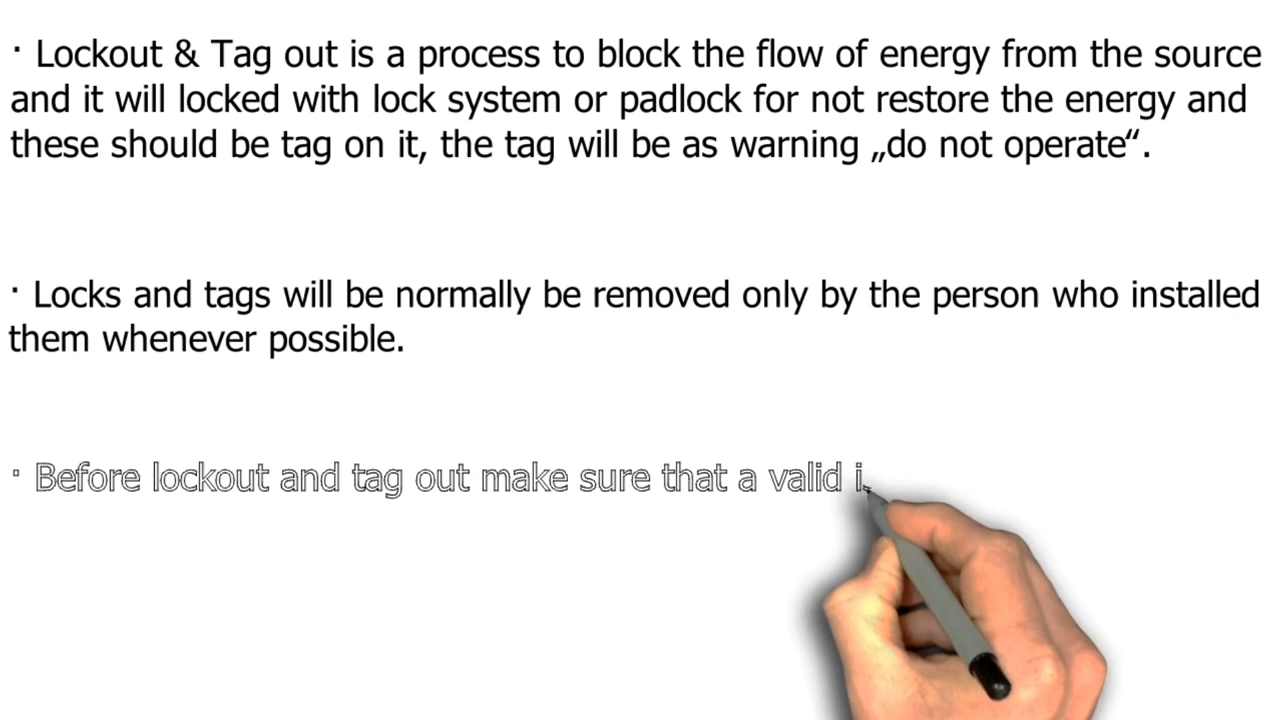 · Lockout & Tag out is a process to block the flow of energy from the source
and it will locked with lock system or padlock for not restore the energy and
these should be tag on it, the tag will be as warning „do not operate“.
· Locks and tags will be normally be removed only by the person who installed
them whenever possible.
· Before lockout and tag out make sure that a valid i